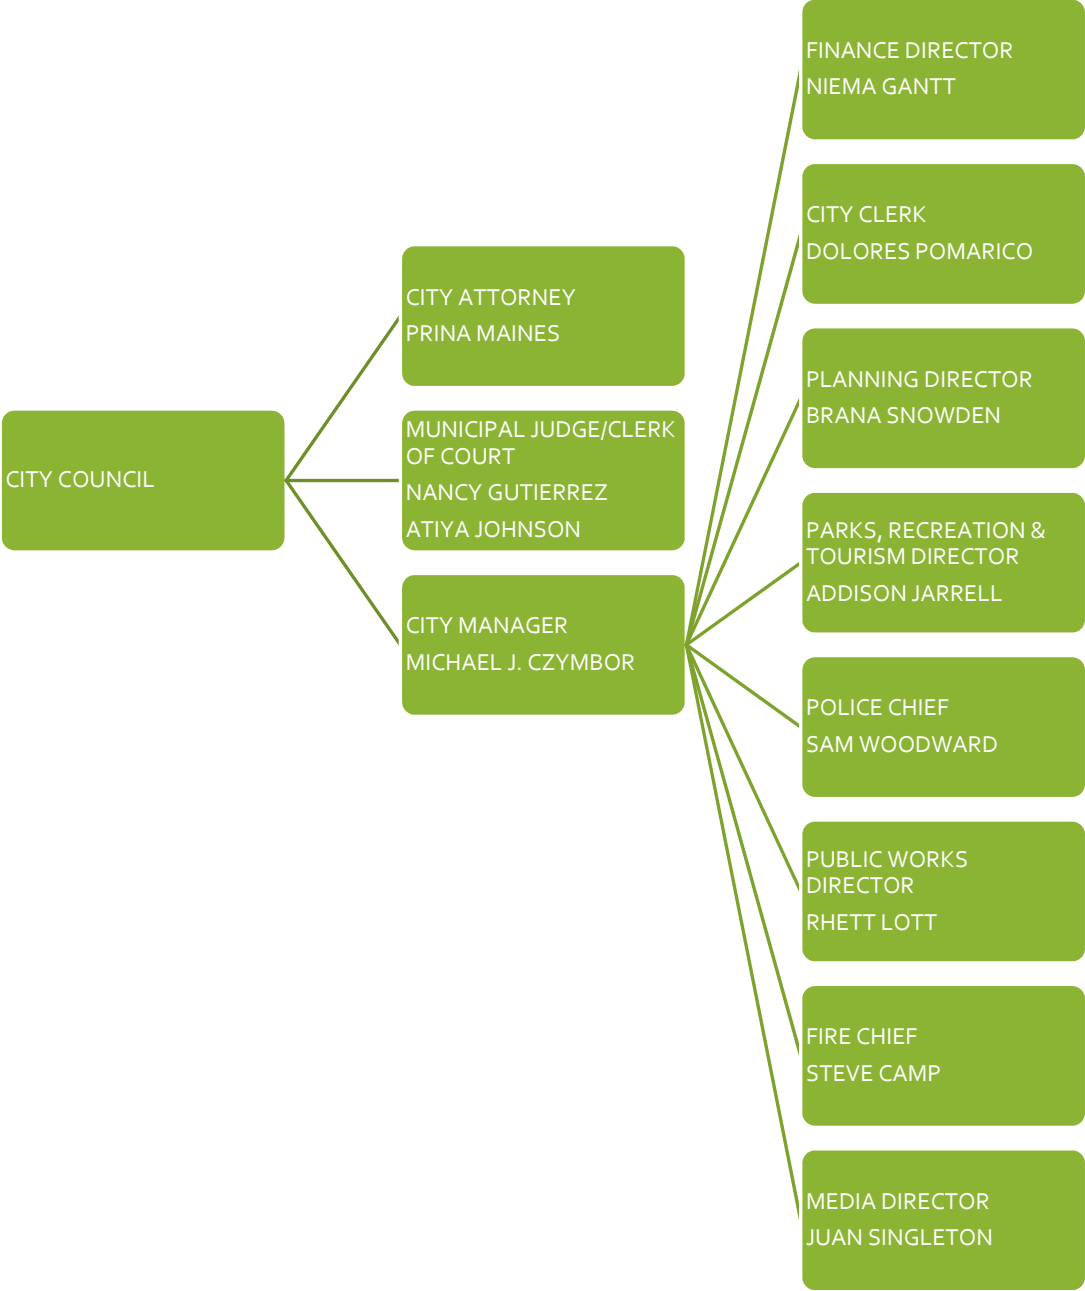 CITY COUNCIL
CITY ATTORNEY
PRINA MAINES
MUNICIPAL JUDGE/CLERK
OF COURT
NANCY GUTIERREZ
ATIYA JOHNSON
CITY MANAGER
MICHAEL J. CZYMBOR
FINANCE DIRECTOR
NIEMA GANTT
CITY CLERK
DOLORES POMARICO
PLANNING DIRECTOR
BRANA SNOWDEN
PARKS, RECREATION &
TOURISM DIRECTOR
ADDISON JARRELL
POLICE CHIEF
SAM WOODWARD
PUBLIC WORKS
DIRECTOR
RHETT LOTT
FIRE CHIEF
STEVE CAMP
MEDIA DIRECTOR
JUAN SINGLETON